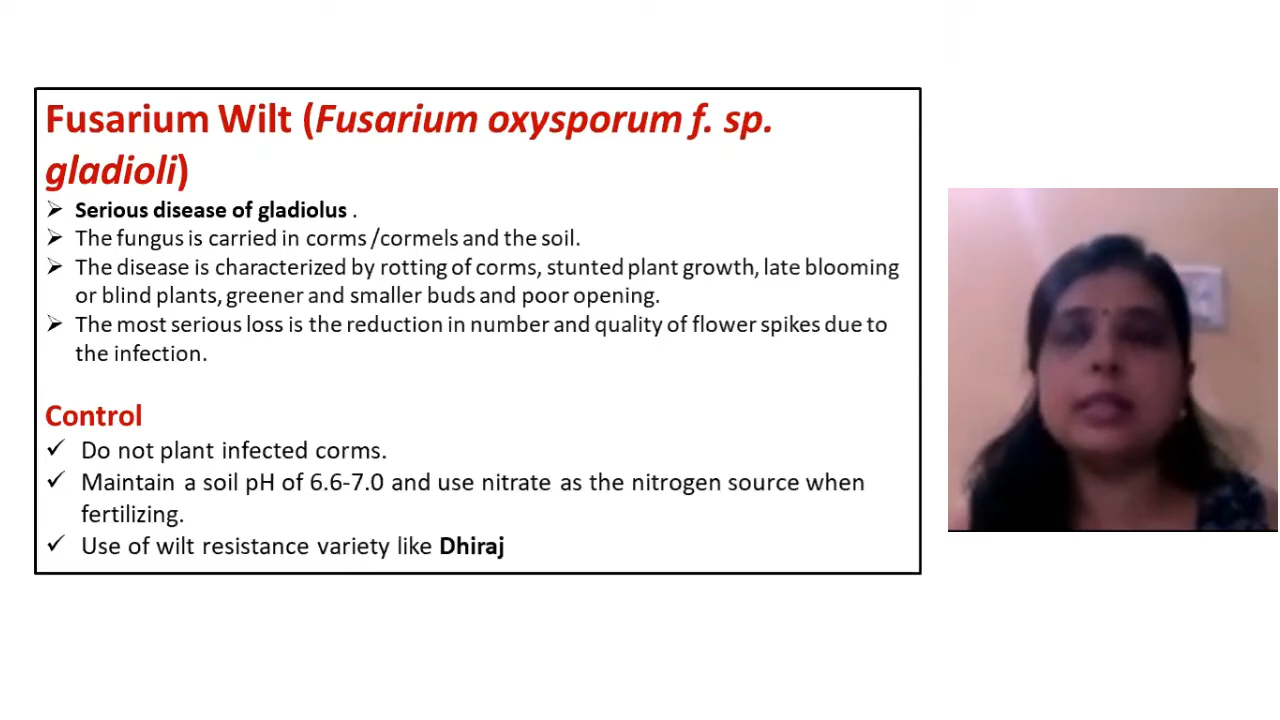 Fusarium Wilt (Fusarium oxysporum f. sp.
gladioli)
➢ Serious disease of gladiolus .
➢ The fungus is carried in corms /cormels and the soil.
➢ The disease is characterized by rotting of corms, stunted plant growth, late blooming
or blind plants, greener and smaller buds and poor opening.
➢ The most serious loss is the reduction in number and quality of flower spikes due to
the infection.
Control
✓ Do not plant infected corms.
✓ Maintain a soil pH of 6.6-7.0 and use nitrate as the nitrogen source when
fertilizing.
✓ Use of wilt resistance variety like Dhiraj